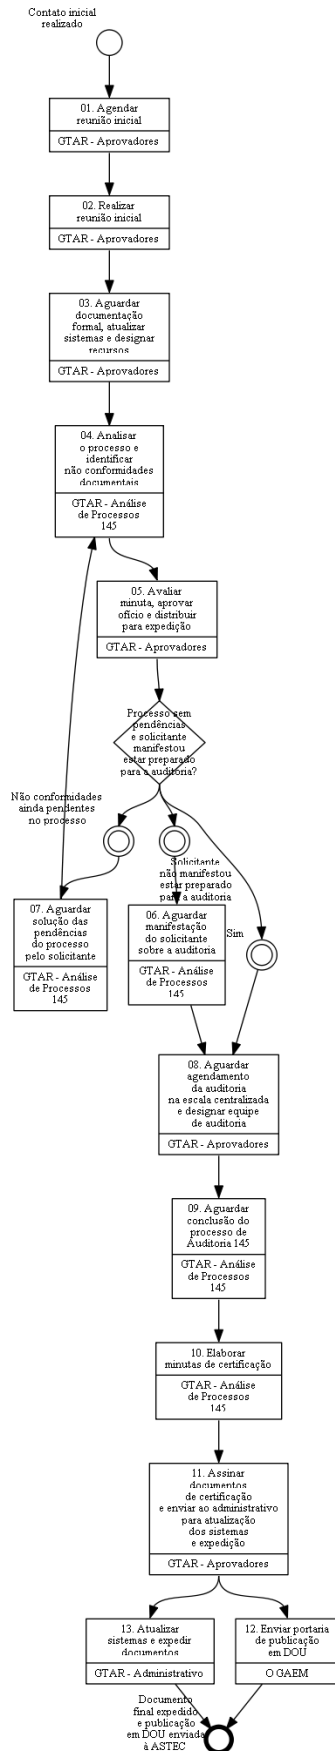 Contato inicial
realizado
01. Agendar
reunião inicial
GTAR - Aprovadores
02. Realizar
reunião inicial
GTAR - Aprovadores
03. Aguardar
documentação
formal, atualizar
sistemas e designar
recursos
GTAR - Aprovadores
04. Analisar
o processo e
identificar
não conformidades
documentais
GTAR - Análise
de Processos
145
05. Avaliar
minuta, aprovar
ofício e distribuir
para expedição
GTAR - Aprovadores
Processo sem
pendências
e solicitante
manifestou
estar preparado
para a auditoria?
Não conformidades
ainda pendentes
no processo
Solicitante
não manifestou
estar preparado
para a auditoria
Sim
07. Aguardar
solução das
pendências
do processo
pelo solicitante
GTAR - Análise
de Processos
145
06. Aguardar
manifestação
do solicitante
sobre a auditoria
GTAR - Análise
de Processos
145
08. Aguardar
agendamento
da auditoria
na escala centralizada
e designar equipe
de auditoria
GTAR - Aprovadores
09. Aguardar
conclusão do
processo de
Auditoria 145
GTAR - Análise
de Processos
145
10. Elaborar
minutas de certificação
GTAR - Análise
de Processos
145
11. Assinar
documentos
de certificação
e enviar ao administrativo
para atualização
dos sistemas
e expedição
GTAR - Aprovadores
13. Atualizar
sistemas e expedir
documentos
GTAR - Administrativo
12. Enviar portaria
de publicação
em DOU
O GAEM
Documento
final expedido
e publicação
em DOU enviada
à ASTEC